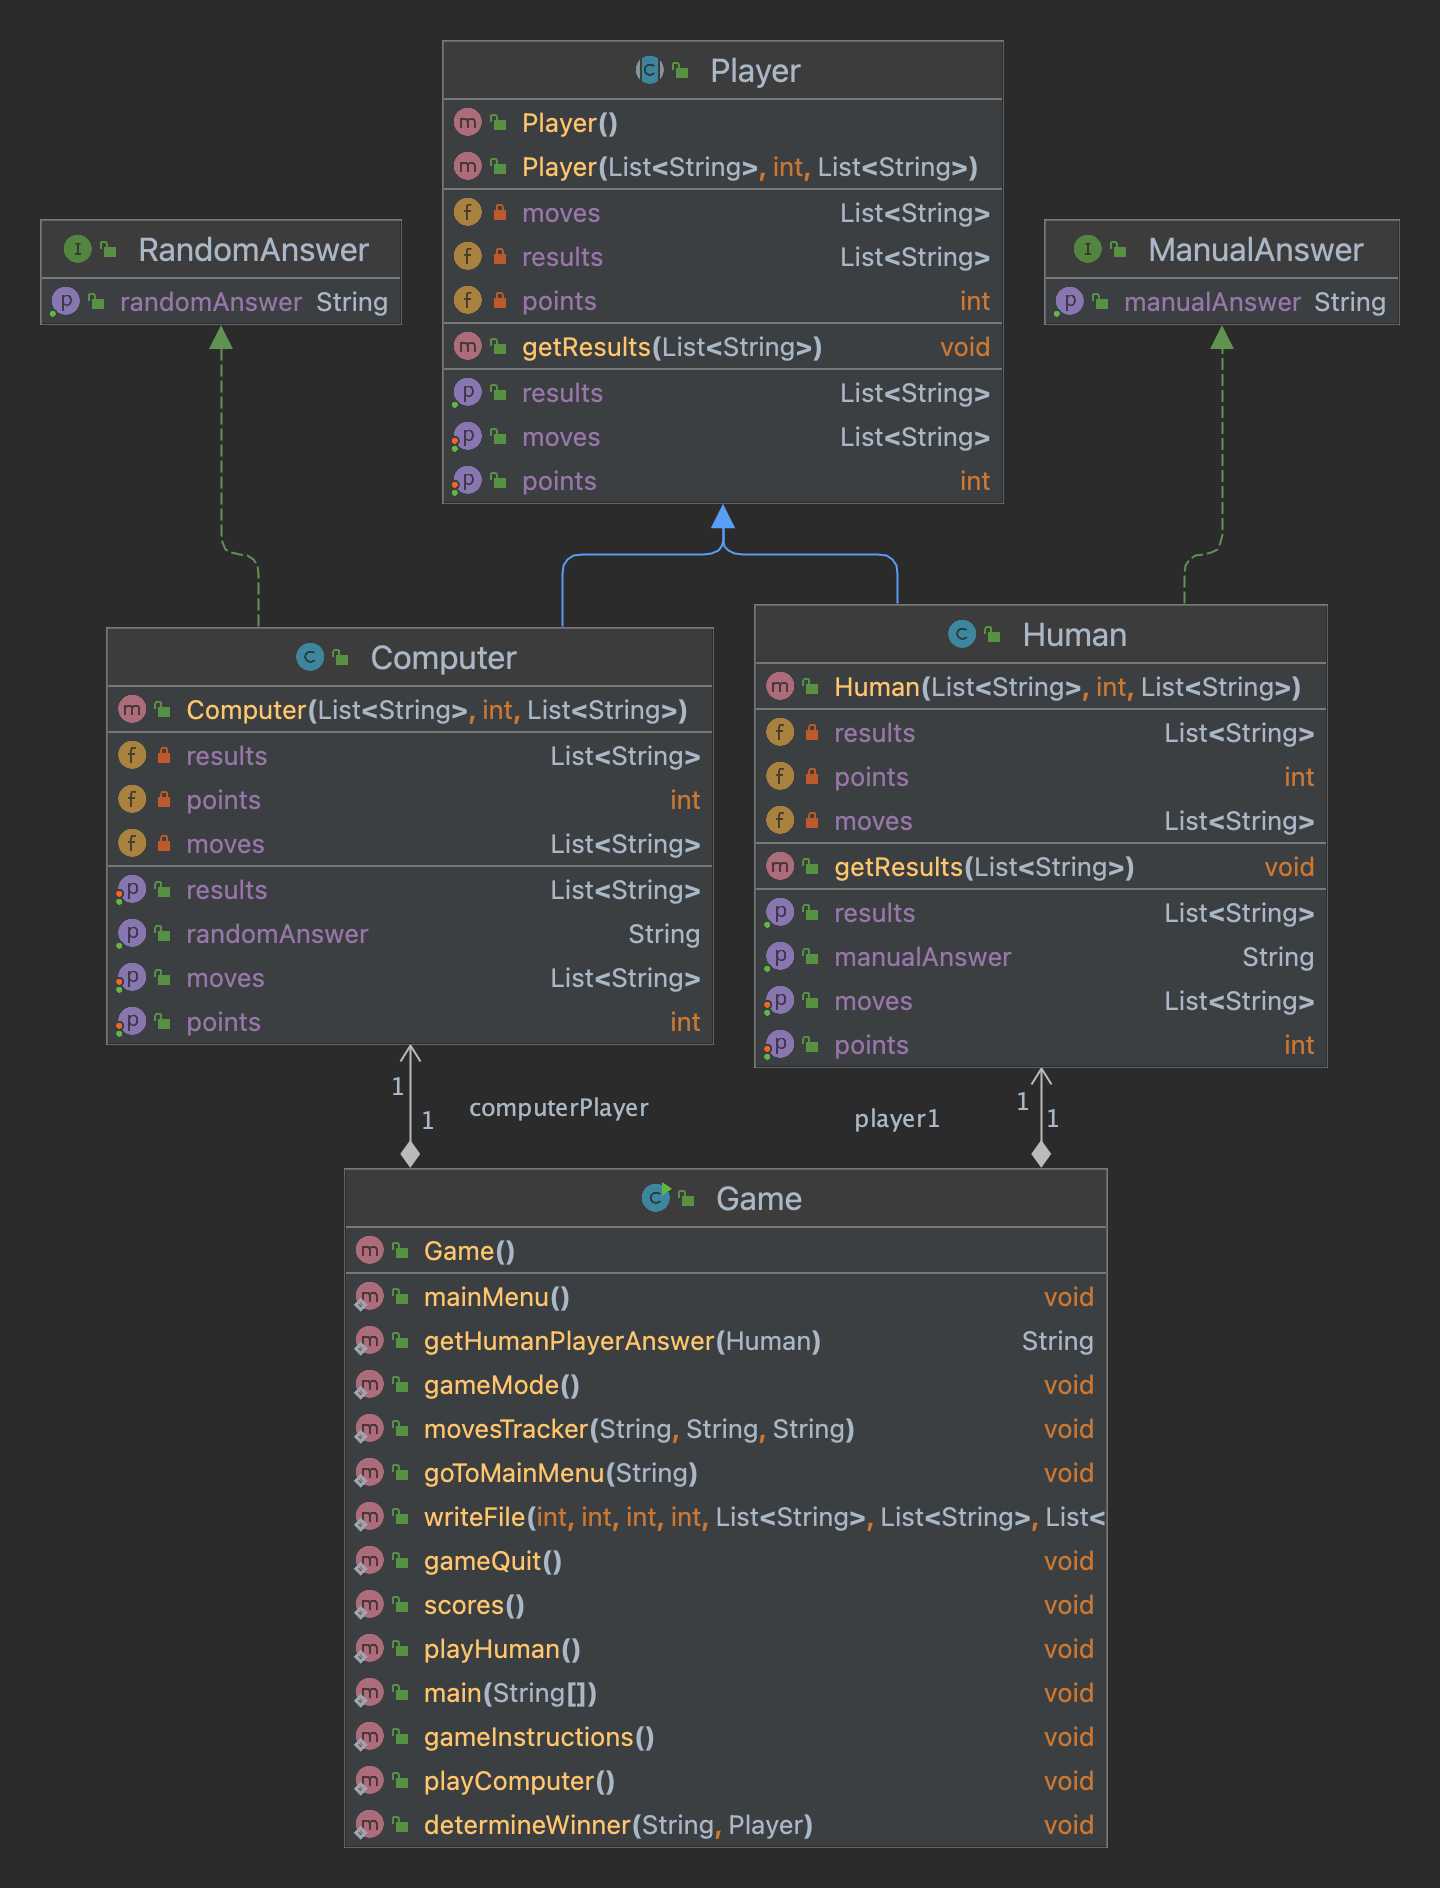 Player
Player()
Player(List<String>, int, List<String>)
moves List<String>
results List<String>
points int
getResults(List<String>) void
results List<String>
moves List<String>
points int
RandomAnswer
randomAnswer String
ManualAnswer
manualAnswer String
Computer
Computer(List<String>, int, List<String>)
results List<String>
points int
moves List<String>
results List<String>
randomAnswer String
moves List<String>
points int
Human
Human(List<String>, int, List<String>)
results List<String>
points int
moves List<String>
getResults(List<String>) void
results List<String>
manualAnswer String
moves List<String>
points int
1
computerPlayer
1
1
player1
1
Game
Game()
mainMenu() void
getHumanPlayerAnswer(Human) String
gameMode() void
movesTracker(String, String, String) void
goToMainMenu(String) void
writeFile(int, int, int, int, List<String>, List<String>, List<
gameQuit() void
scores() void
playHuman() void
main(String[]) void
gameInstructions() void
playComputer() void
determineWinner(String, Player) void